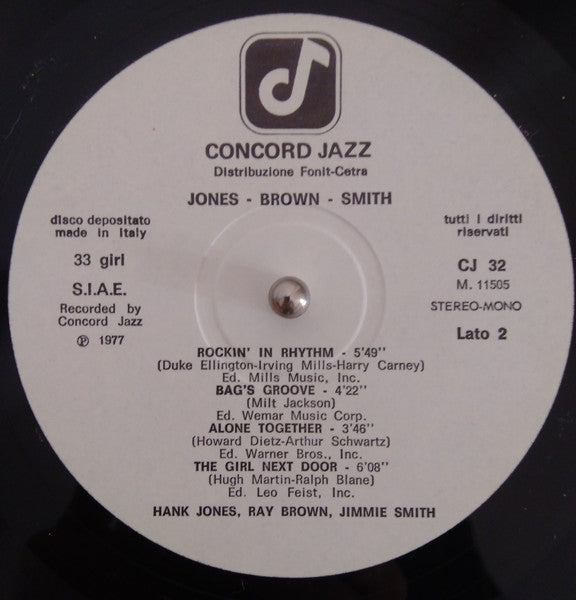 CONCORD JAZZ
Distribuzione Fonit-Cetra
JONES - BROWN - SMITH
disco depositato
made in Italy
33 giri
S.I.A.E.
Recorded by
Concord Jazz
℗ 1977
tutti i diritti
riservati
CJ 32
M. 11505
STEREO-MONO
Lato 2
ROCKIN' IN RHYTHM - 5'49''
(Duke Ellington-Irving Mills-Harry Carney)
Ed. Mills Music, Inc.
BAG'S GROOVE - 4'22''
(Milt Jackson)
Ed. Wemar Music Corp.
ALONE TOGETHER - 3'46''
(Howard Dietz-Arthur Schwartz)
Ed. Warner Bros., Inc.
THE GIRL NEXT DOOR - 6'08''
(Hugh Martin-Ralph Blane)
Ed. Leo Feist, Inc.
HANK JONES, RAY BROWN, JIMMIE SMITH